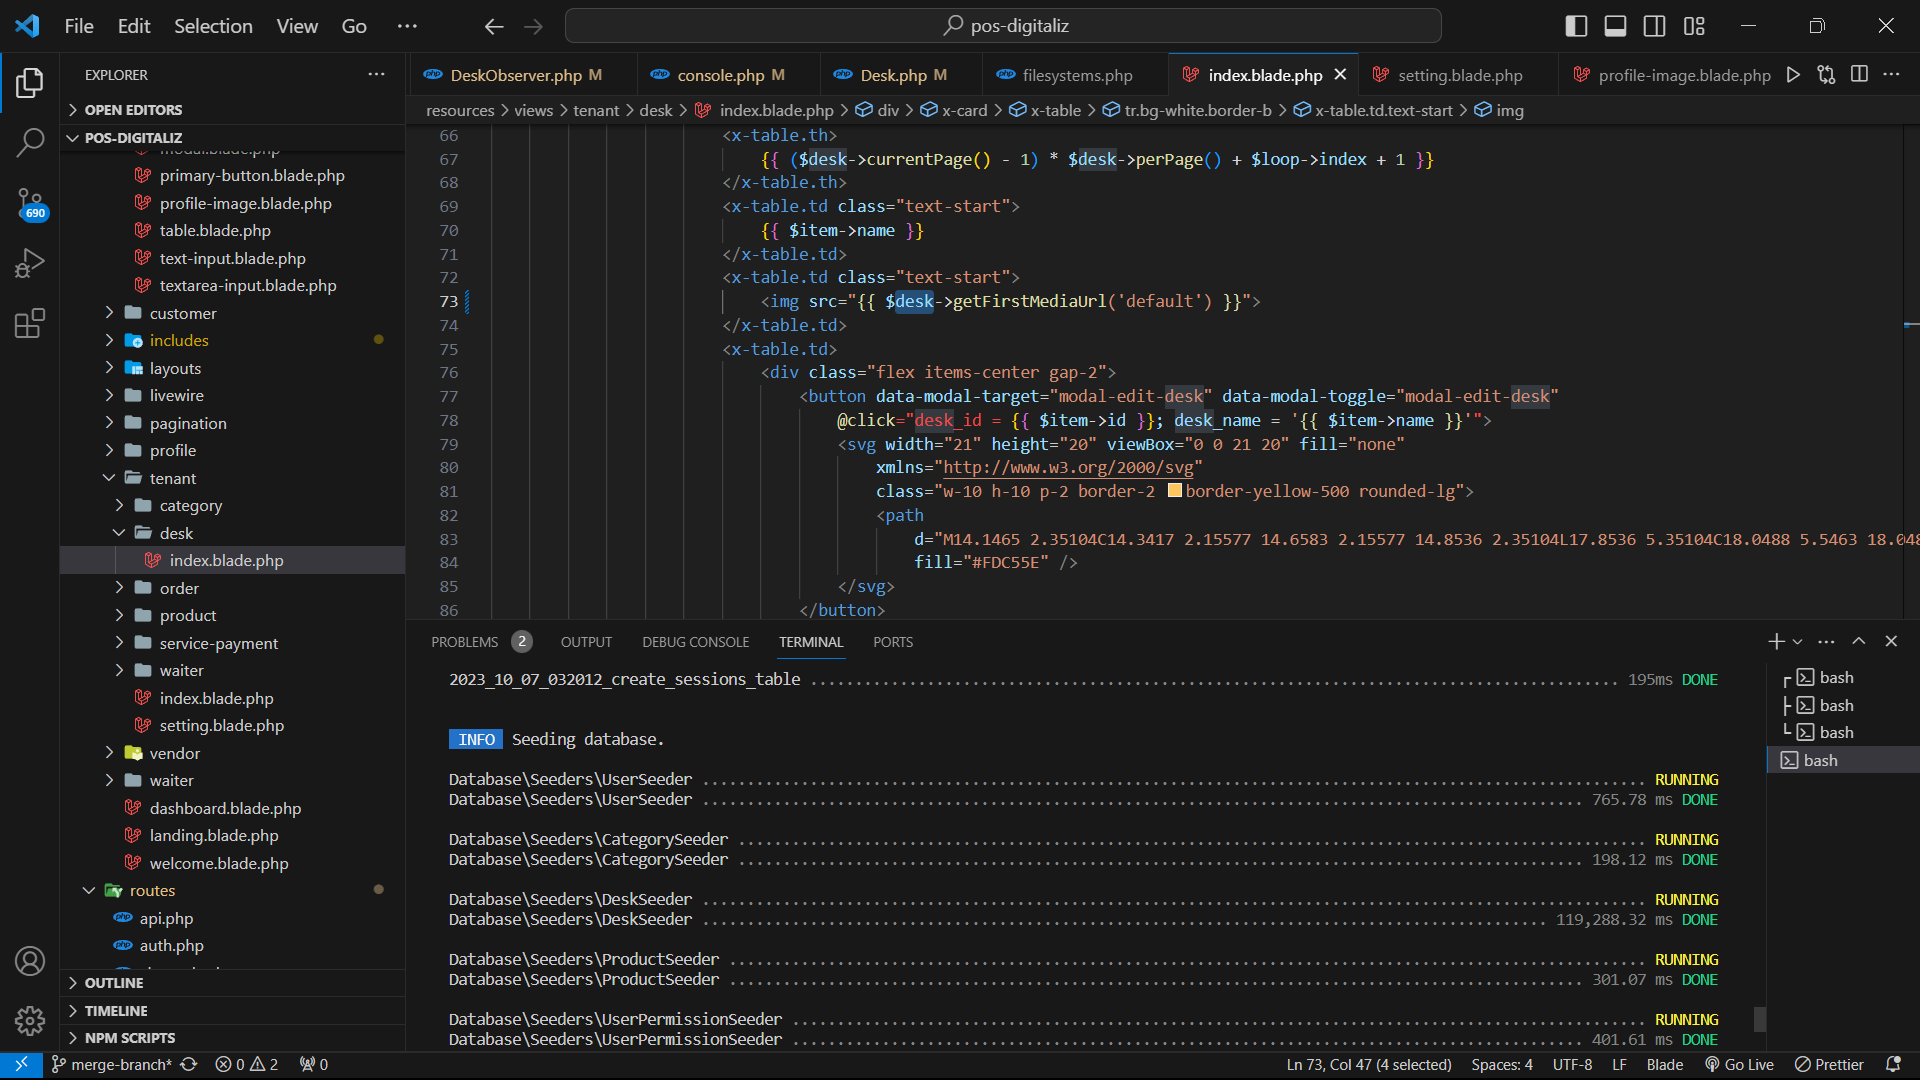 File Edit Selection View Go ···
pos-digitaliz
EXPLORER
OPEN EDITORS
POS-DIGITALIZ
modal.blade.php
primary-button.blade.php
profile-image.blade.php
table.blade.php
text-input.blade.php
textarea-input.blade.php
customer
includes
layouts
livewire
pagination
profile
tenant
category
desk
index.blade.php
order
product
service-payment
waiter
index.blade.php
setting.blade.php
vendor
waiter
dashboard.blade.php
landing.blade.php
welcome.blade.php
routes
api.php
auth.php
OUTLINE
TIMELINE
NPM SCRIPTS
690
DeskObserver.php M console.php M Desk.php M filesystems.php index.blade.php setting.blade.php profile-image.blade.php
resources > views > tenant > desk > index.blade.php > div > x-card > x-table > tr.bg-white.border-b > x-table.td.text-start > img
66 <x-table.th>
67 {{ ($desk->currentPage() - 1) * $desk->perPage() + $loop->index + 1 }}
68 </x-table.th>
69 <x-table.td class="text-start">
70 {{ $item->name }}
71 </x-table.td>
72 <x-table.td class="text-start">
73 <img src="{{ $desk->getFirstMediaUrl('default') }}">
74 </x-table.td>
75 <x-table.td>
76 <div class="flex items-center gap-2">
77 <button data-modal-target="modal-edit-desk" data-modal-toggle="modal-edit-desk"
78 @click="desk_id = {{ $item->id }}; desk_name = '{{ $item->name }}'">
79 <svg width="21" height="20" viewBox="0 0 21 20" fill="none"
80 xmlns="http://www.w3.org/2000/svg"
81 class="w-10 h-10 p-2 border-2 border-yellow-500 rounded-lg">
82 <path
83 d="M14.1465 2.35104C14.3417 2.15577 14.6583 2.15577 14.8536 2.35104L17.8536 5.35104C18.0488 5.5463 18.048
84 fill="#FDC55E" />
85 </svg>
86 </button>
PROBLEMS 2 OUTPUT DEBUG CONSOLE TERMINAL PORTS
2023_10_07_032012_create_sessions_table ........ 195ms DONE
INFO Seeding database.
Database\Seeders\UserSeeder ........ RUNNING
Database\Seeders\UserSeeder ........ 765.78 ms DONE
Database\Seeders\CategorySeeder ........ RUNNING
Database\Seeders\CategorySeeder ........ 198.12 ms DONE
Database\Seeders\DeskSeeder ........ RUNNING
Database\Seeders\DeskSeeder ........ 119,288.32 ms DONE
Database\Seeders\ProductSeeder ........ RUNNING
Database\Seeders\ProductSeeder ........ 301.07 ms DONE
Database\Seeders\UserPermissionSeeder ........ RUNNING
Database\Seeders\UserPermissionSeeder ........ 401.61 ms DONE
bash
bash
bash
bash
merge-branch* 0 2 0 Ln 73, Col 47 (4 selected) Spaces: 4 UTF-8 LF Blade Go Live Prettier